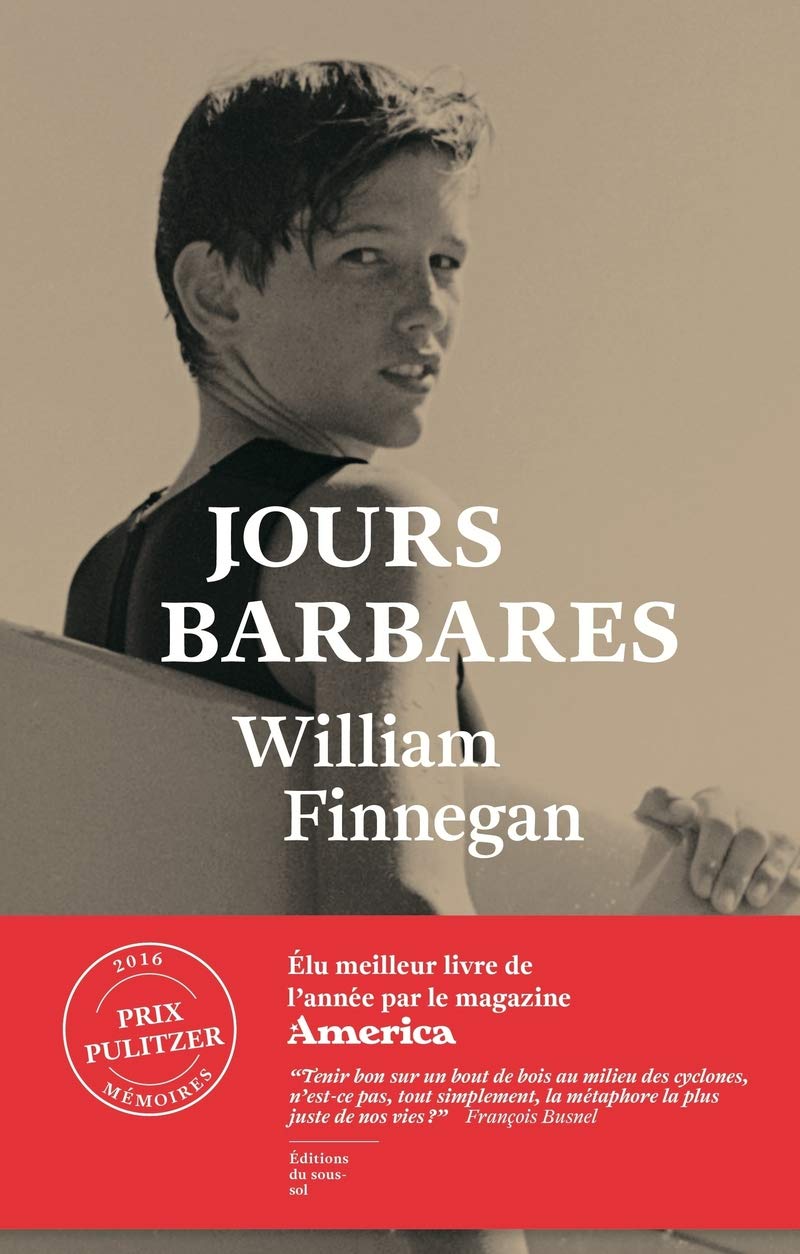 JOURS
BARBARES
William
Finnegan
2016
PRIX
PULITZER
MÉMOIRES
Élu meilleur livre de
l’année par le magazine
America
“Tenir bon sur un bout de bois au milieu des cyclones,
n’est-ce pas, tout simplement, la métaphore la plus
juste de nos vies ?” François Busnel
Éditions
du sous-
sol